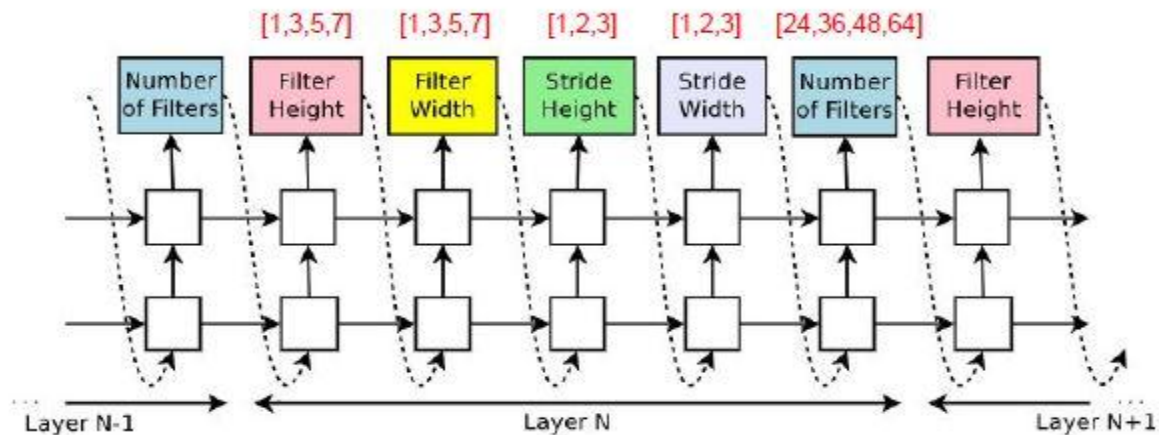 [1,3,5,7] [1,3,5,7] [1,2,3] [1,2,3] [24,36,48,64]
Number
of Filters
Filter
Height
Filter
Width
Stride
Height
Stride
Width
Number
of Filters
Filter
Height
...
Layer N-1
Layer N
Layer N+1
...